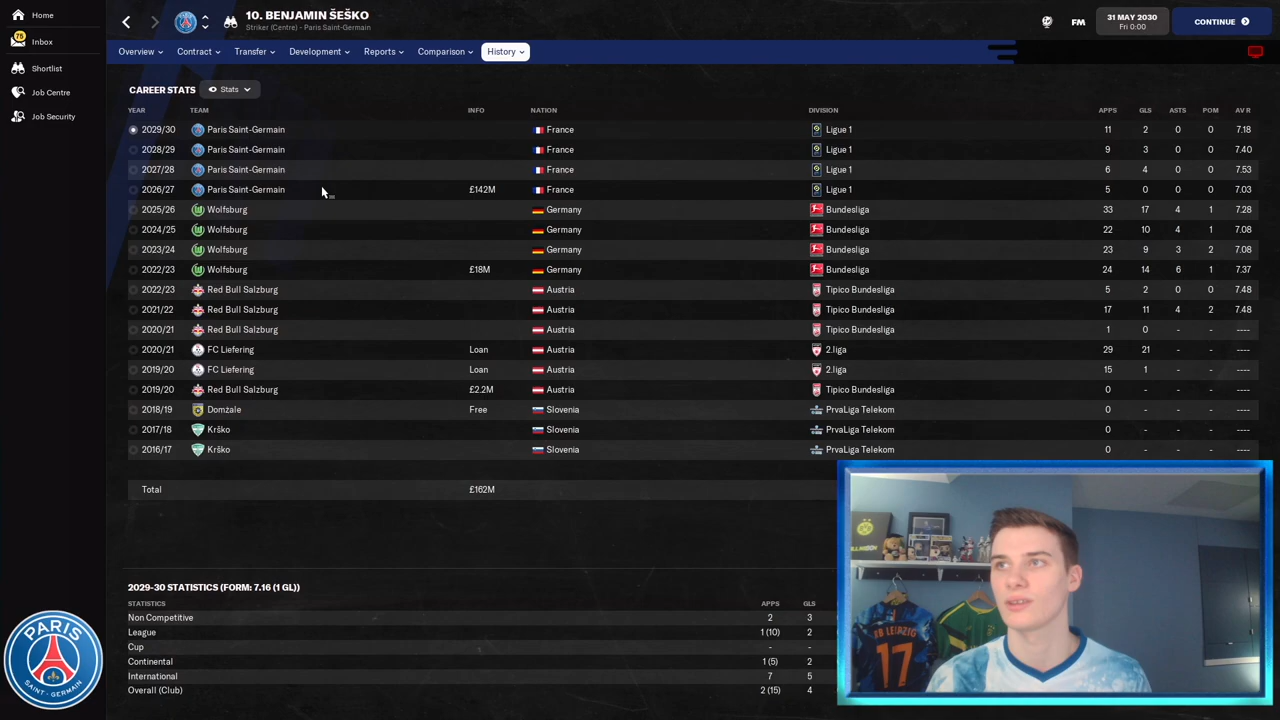 Home
75
Inbox
Shortlist
Job Centre
Job Security
10. BENJAMIN ŠEŠKO
Striker (Centre) - Paris Saint-Germain
FM
31 MAY 2030
Fri 0:00
CONTINUE
Overview Contract Transfer Development Reports Comparison History
CAREER STATS Stats
YEAR TEAM INFO NATION DIVISION APPS GLS ASTS POM AV R
2029/30 Paris Saint-Germain France Ligue 1 11 2 0 0 7.18
2028/29 Paris Saint-Germain France Ligue 1 9 3 0 0 7.40
2027/28 Paris Saint-Germain France Ligue 1 6 4 0 0 7.53
2026/27 Paris Saint-Germain £142M France Ligue 1 5 0 0 0 7.03
2025/26 Wolfsburg Germany Bundesliga 33 17 4 1 7.28
2024/25 Wolfsburg Germany Bundesliga 22 10 4 1 7.08
2023/24 Wolfsburg Germany Bundesliga 23 9 3 2 7.08
2022/23 Wolfsburg £18M Germany Bundesliga 24 14 6 1 7.37
2022/23 Red Bull Salzburg Austria Tipico Bundesliga 5 2 0 0 7.48
2021/22 Red Bull Salzburg Austria Tipico Bundesliga 17 11 4 2 7.48
2020/21 Red Bull Salzburg Austria Tipico Bundesliga 1 0 - - ----
2020/21 FC Liefering Loan Austria 2.liga 29 21 - - ----
2019/20 FC Liefering Loan Austria 2.liga 15 1 - - ----
2019/20 Red Bull Salzburg £2.2M Austria Tipico Bundesliga 0 - - - ----
2018/19 Domžale Free Slovenia PrvaLiga Telekom 0 - - - ----
2017/18 Krško Slovenia PrvaLiga Telekom 0 - - - ----
2016/17 Krško Slovenia PrvaLiga Telekom 0 - - - ----
Total £162M
2029-30 STATISTICS (FORM: 7.16 (1 GL))
STATISTICS APPS GLS
Non Competitive 2 3
League 1 (10) 2
Cup - -
Continental 1 (5) 2
International 7 5
Overall (Club) 2 (15) 4
PARIS
SAINT-GERMAIN
RB LEIPZIG
17